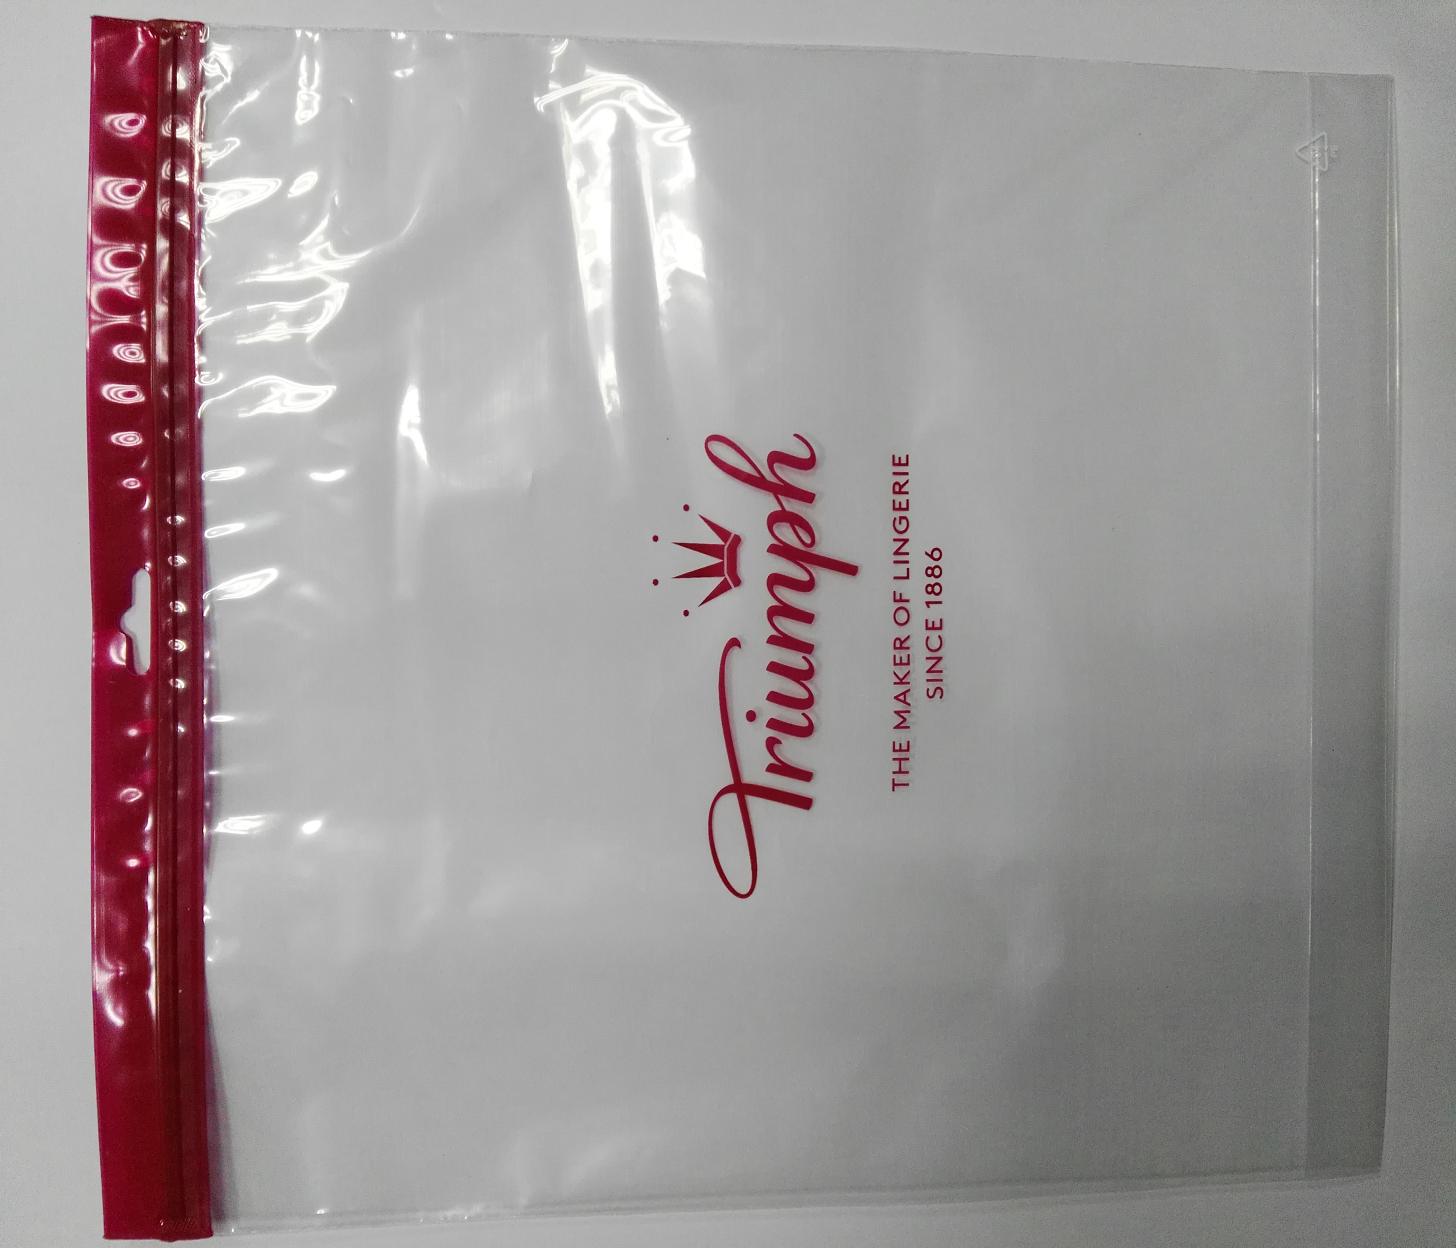 Triumph
THE MAKER OF LINGERIE
SINCE 1886